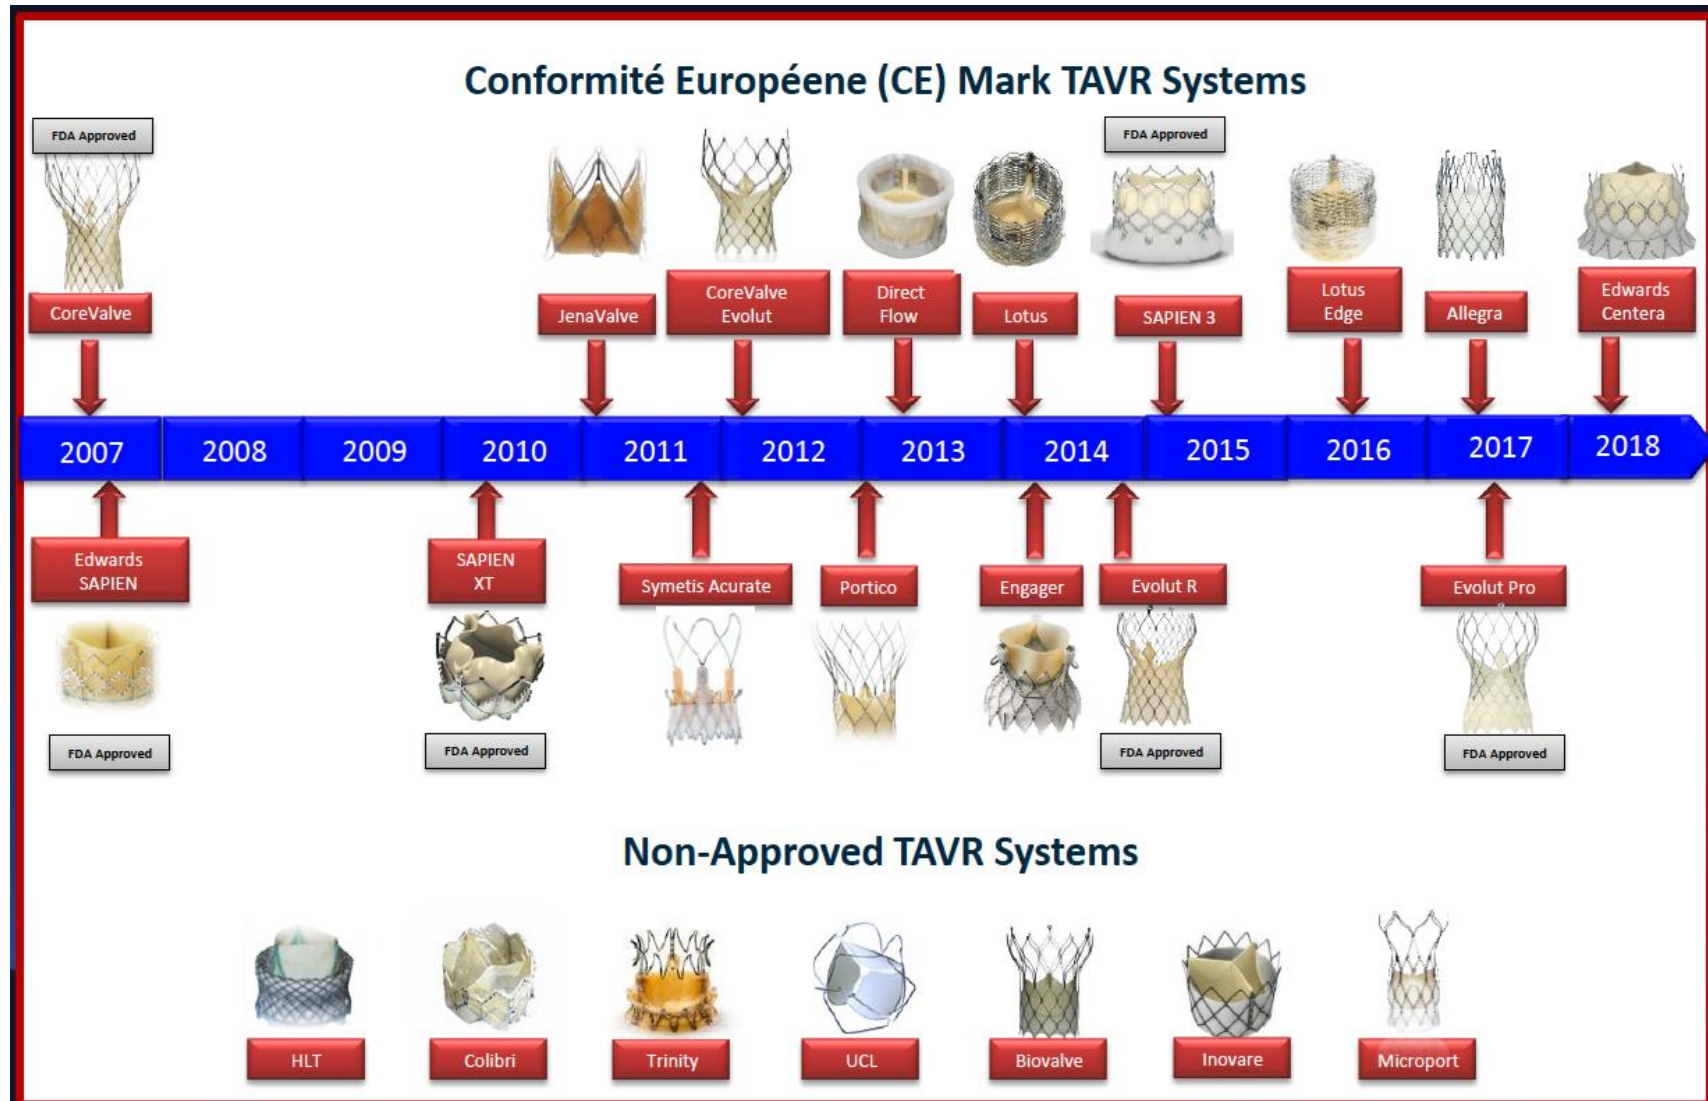 Conformité Européene (CE) Mark TAVR Systems
FDA Approved
FDA Approved
CoreValve
JenaValve
CoreValve
Evolut
Direct
Flow
Lotus
SAPIEN 3
Lotus
Edge
Allegra
Edwards
Centera
2007
2008
2009
2010
2011
2012
2013
2014
2015
2016
2017
2018
Edwards
SAPIEN
SAPIEN
XT
Symetis Acurate
Portico
Engager
Evolut R
Evolut Pro
FDA Approved
FDA Approved
FDA Approved
FDA Approved
Non-Approved TAVR Systems
HLT
Colibri
Trinity
UCL
Biovalve
Inovare
Microport